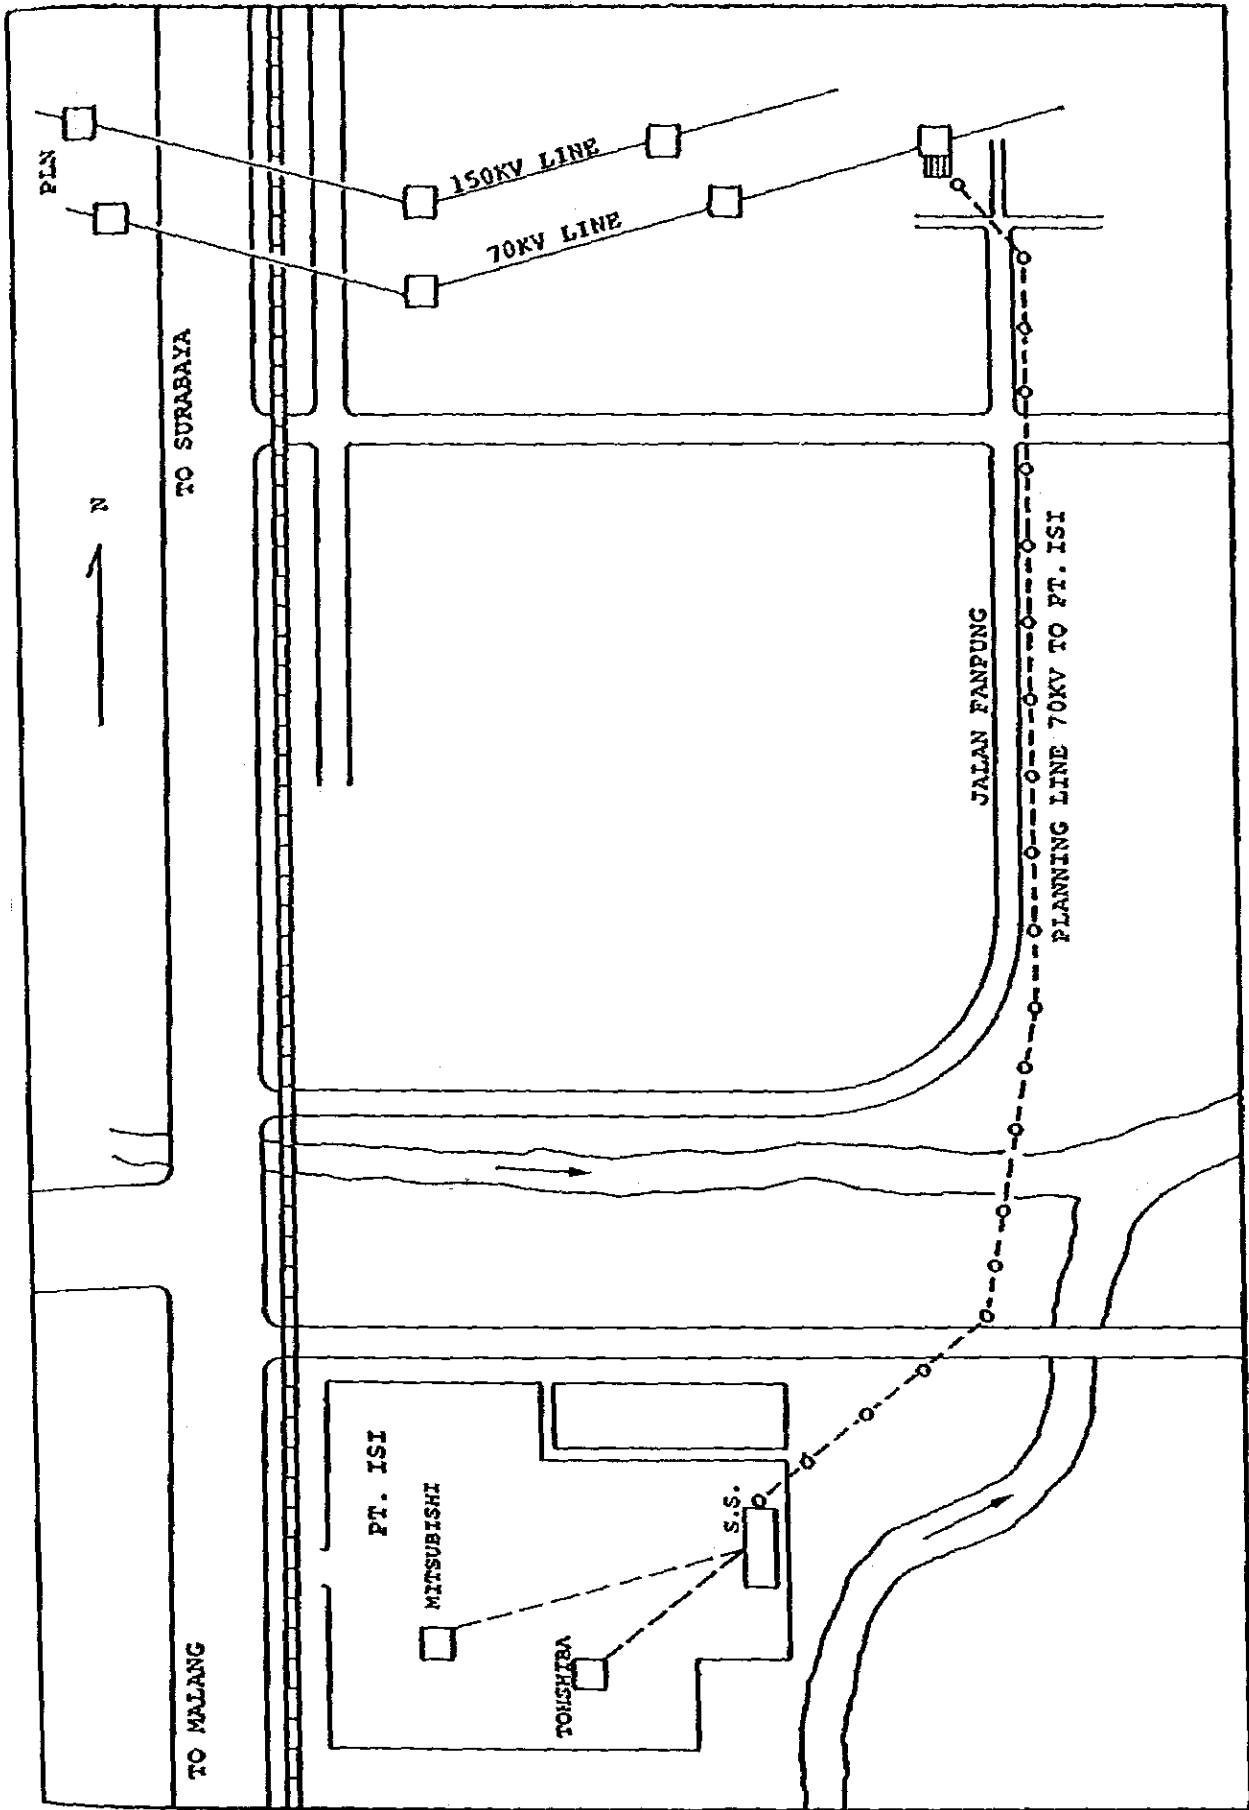 PLN
150KV LINE
70KV LINE
TO SURABAYA
N
JALAN FANPUNG
PLANNING LINE 70KV TO PT. ISI
PT. ISI
MITSUBISHI
S.S.
TOHSHIBA
TO MALANG